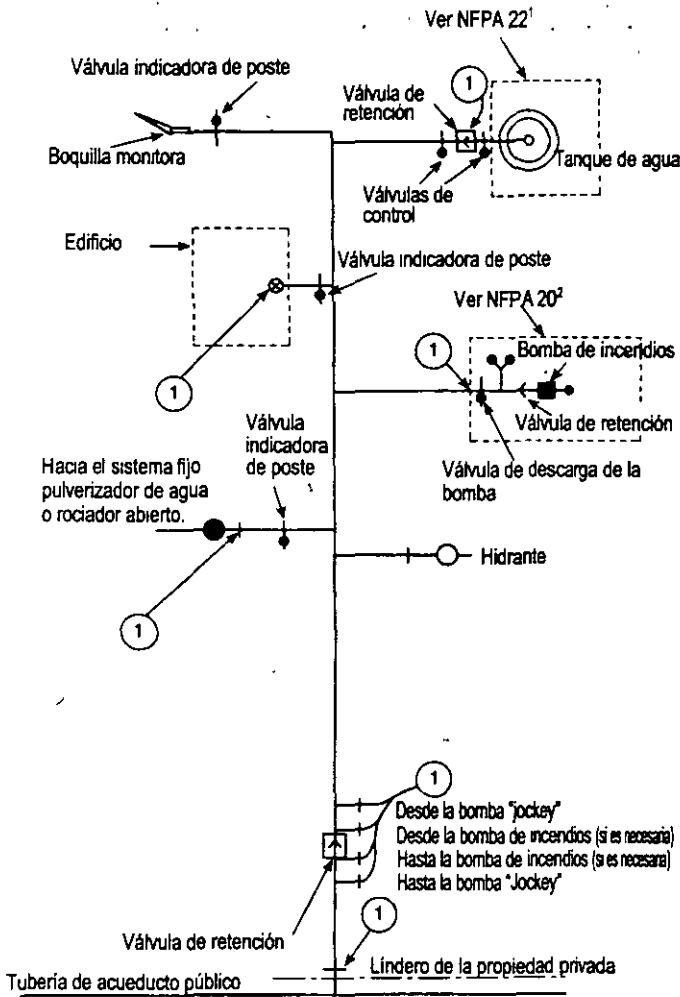 Ver NFPA 22¹
Válvula indicadora de poste
Válvula de
retención
1
Boquilla monitora
Tanque de agua
Válvulas de
control
Edificio
Válvula indicadora de poste
Ver NFPA 20²
1
Bomba de incendios
1
Válvula de retención
Válvula
indicadora
de poste
Válvula de descarga de la
bomba
Hacia el sistema fijo
pulverizador de agua
o rociador abierto.
Hidrante
1
1
Desde la bomba "jockey"
Desde la bomba de incendios (si es necesaria)
Hasta la bomba de incendios (si es necesaria)
Hasta la bomba "Jockey"
1
Válvula de retención
Líndero de la propiedad privada
Tubería de acueducto público